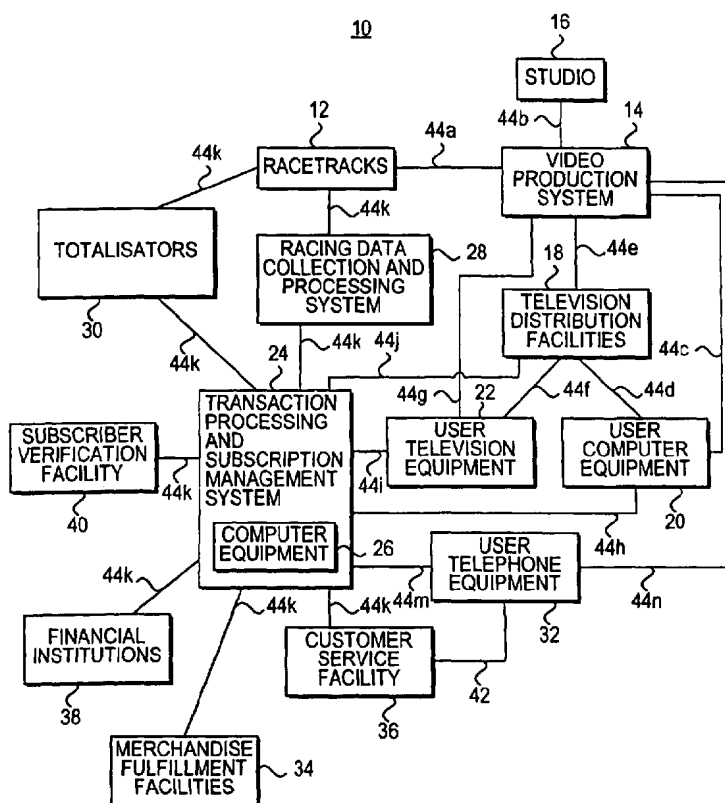 10
16
STUDIO
44b
14
12
44a
44k
RACETRACKS
VIDEO
PRODUCTION
SYSTEM
44k
TOTALISATORS
30
RACING DATA
COLLECTION AND
PROCESSING
SYSTEM
28
18
44e
TELEVISION
DISTRIBUTION
FACILITIES
44c
44k
24
44k
44j
44g
22
44f
44d
TRANSACTION
PROCESSING
AND
SUBSCRIPTION
MANAGEMENT
SYSTEM
SUBSCRIBER
VERIFICATION
FACILITY
40
44k
44i
USER
TELEVISION
EQUIPMENT
USER
COMPUTER
EQUIPMENT
20
44h
COMPUTER
EQUIPMENT
26
USER
TELEPHONE
EQUIPMENT
32
44m
44n
44k
44k
44k
FINANCIAL
INSTITUTIONS
38
CUSTOMER
SERVICE
FACILITY
36
42
MERCHANDISE
FULFILLMENT
FACILITIES
34